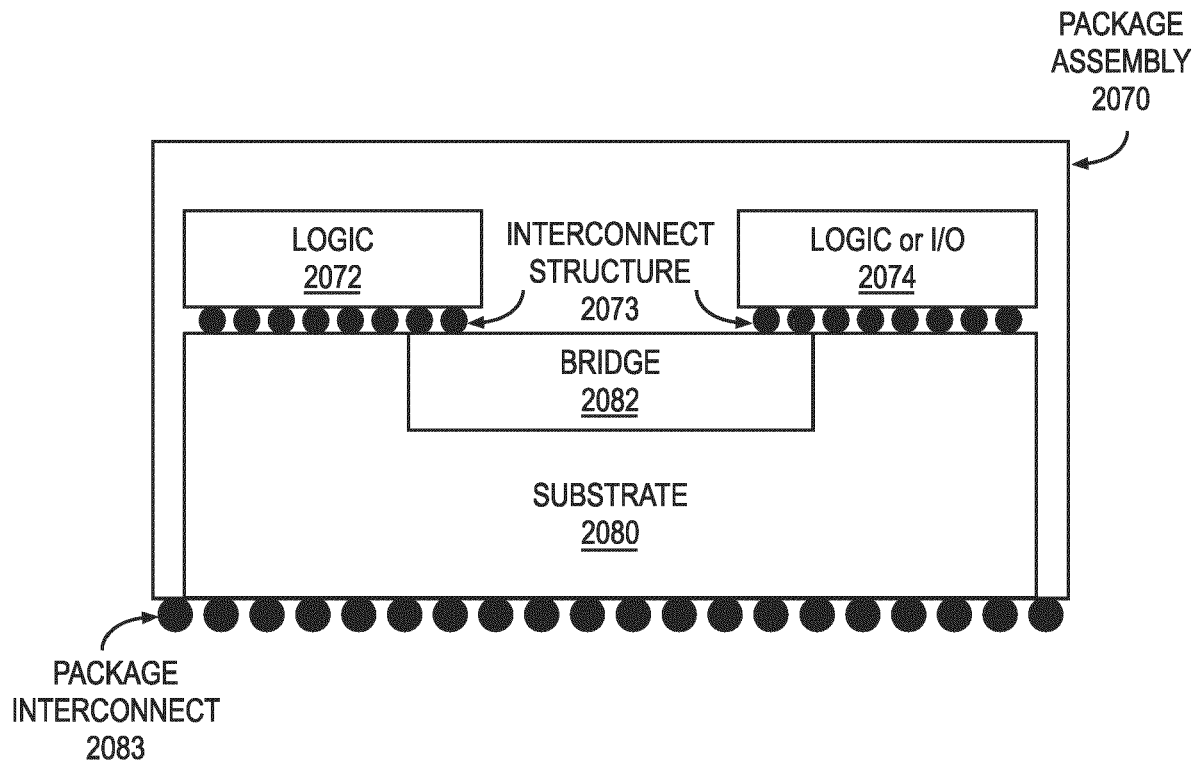 PACKAGE
ASSEMBLY
2070
LOGIC
2072
INTERCONNECT
STRUCTURE
2073
LOGIC or I/O
2074
BRIDGE
2082
SUBSTRATE
2080
PACKAGE
INTERCONNECT
2083